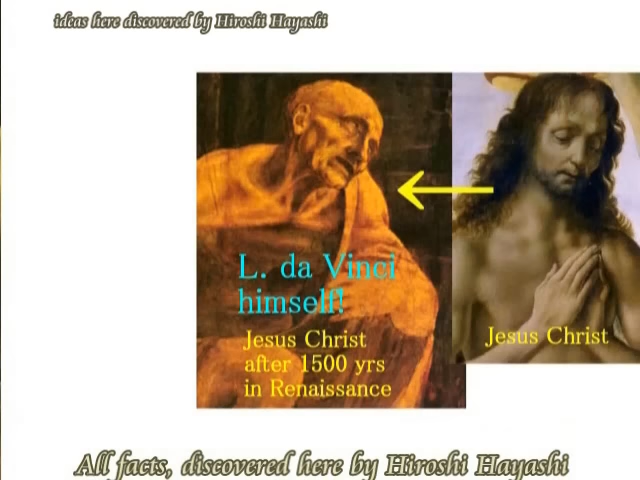 ideas here discovered by Hiroshi Hayashi
L. da Vinci
himself!
Jesus Christ
after 1500 yrs
in Renaissance
Jesus Christ
All facts, discovered here by Hiroshi Hayashi